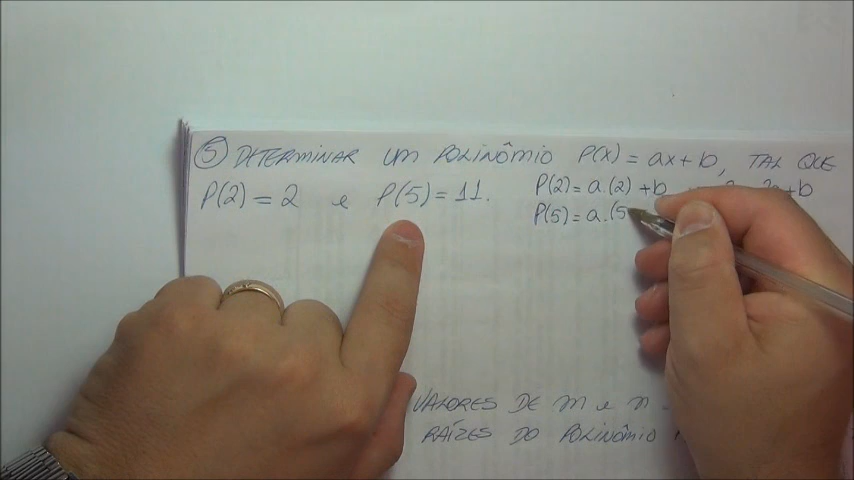 5 DETERMINAR UM POLINÔMIO P(X) = ax + b, TAL QUE
P(2) = 2 e P(5) = 11.
P(2) = a.(2) + b
P(5) = a.(5
VALORES DE m e n
RAÍZES DO POLINÔMIO